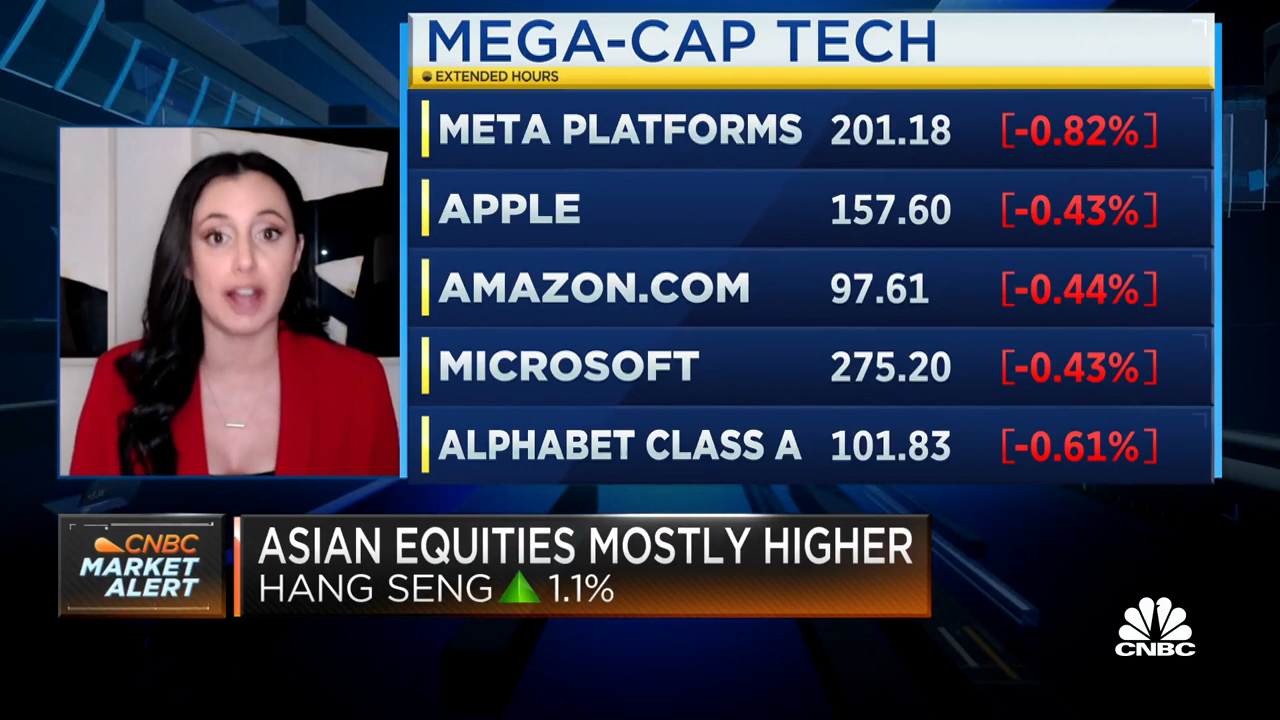 MEGA-CAP TECH
EXTENDED HOURS
META PLATFORMS 201.18 [-0.82%]
APPLE 157.60 [-0.43%]
AMAZON.COM 97.61 [-0.44%]
MICROSOFT 275.20 [-0.43%]
ALPHABET CLASS A 101.83 [-0.61%]
CNBC
MARKET
ALERT
ASIAN EQUITIES MOSTLY HIGHER
HANG SENG ▲ 1.1%
CNBC